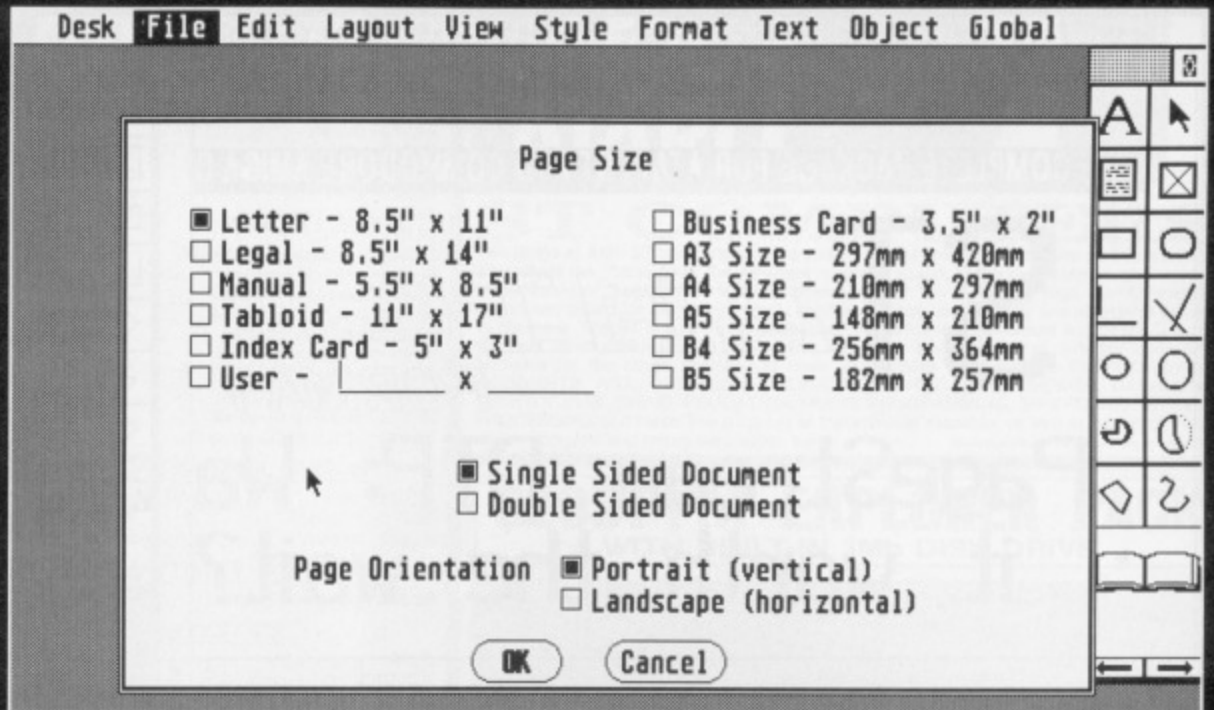 Desk File Edit Layout View Style Format Text Object Global
A
Page Size
Letter - 8.5" x 11"
Legal - 8.5" x 14"
Manual - 5.5" x 8.5"
Tabloid - 11" x 17"
Index Card - 5" x 3"
User - x
Business Card - 3.5" x 2"
A3 Size - 297mm x 420mm
A4 Size - 210mm x 297mm
A5 Size - 148mm x 210mm
B4 Size - 256mm x 364mm
B5 Size - 182mm x 257mm
Single Sided Document
Double Sided Document
Page Orientation Portrait (vertical)
Landscape (horizontal)
OK Cancel